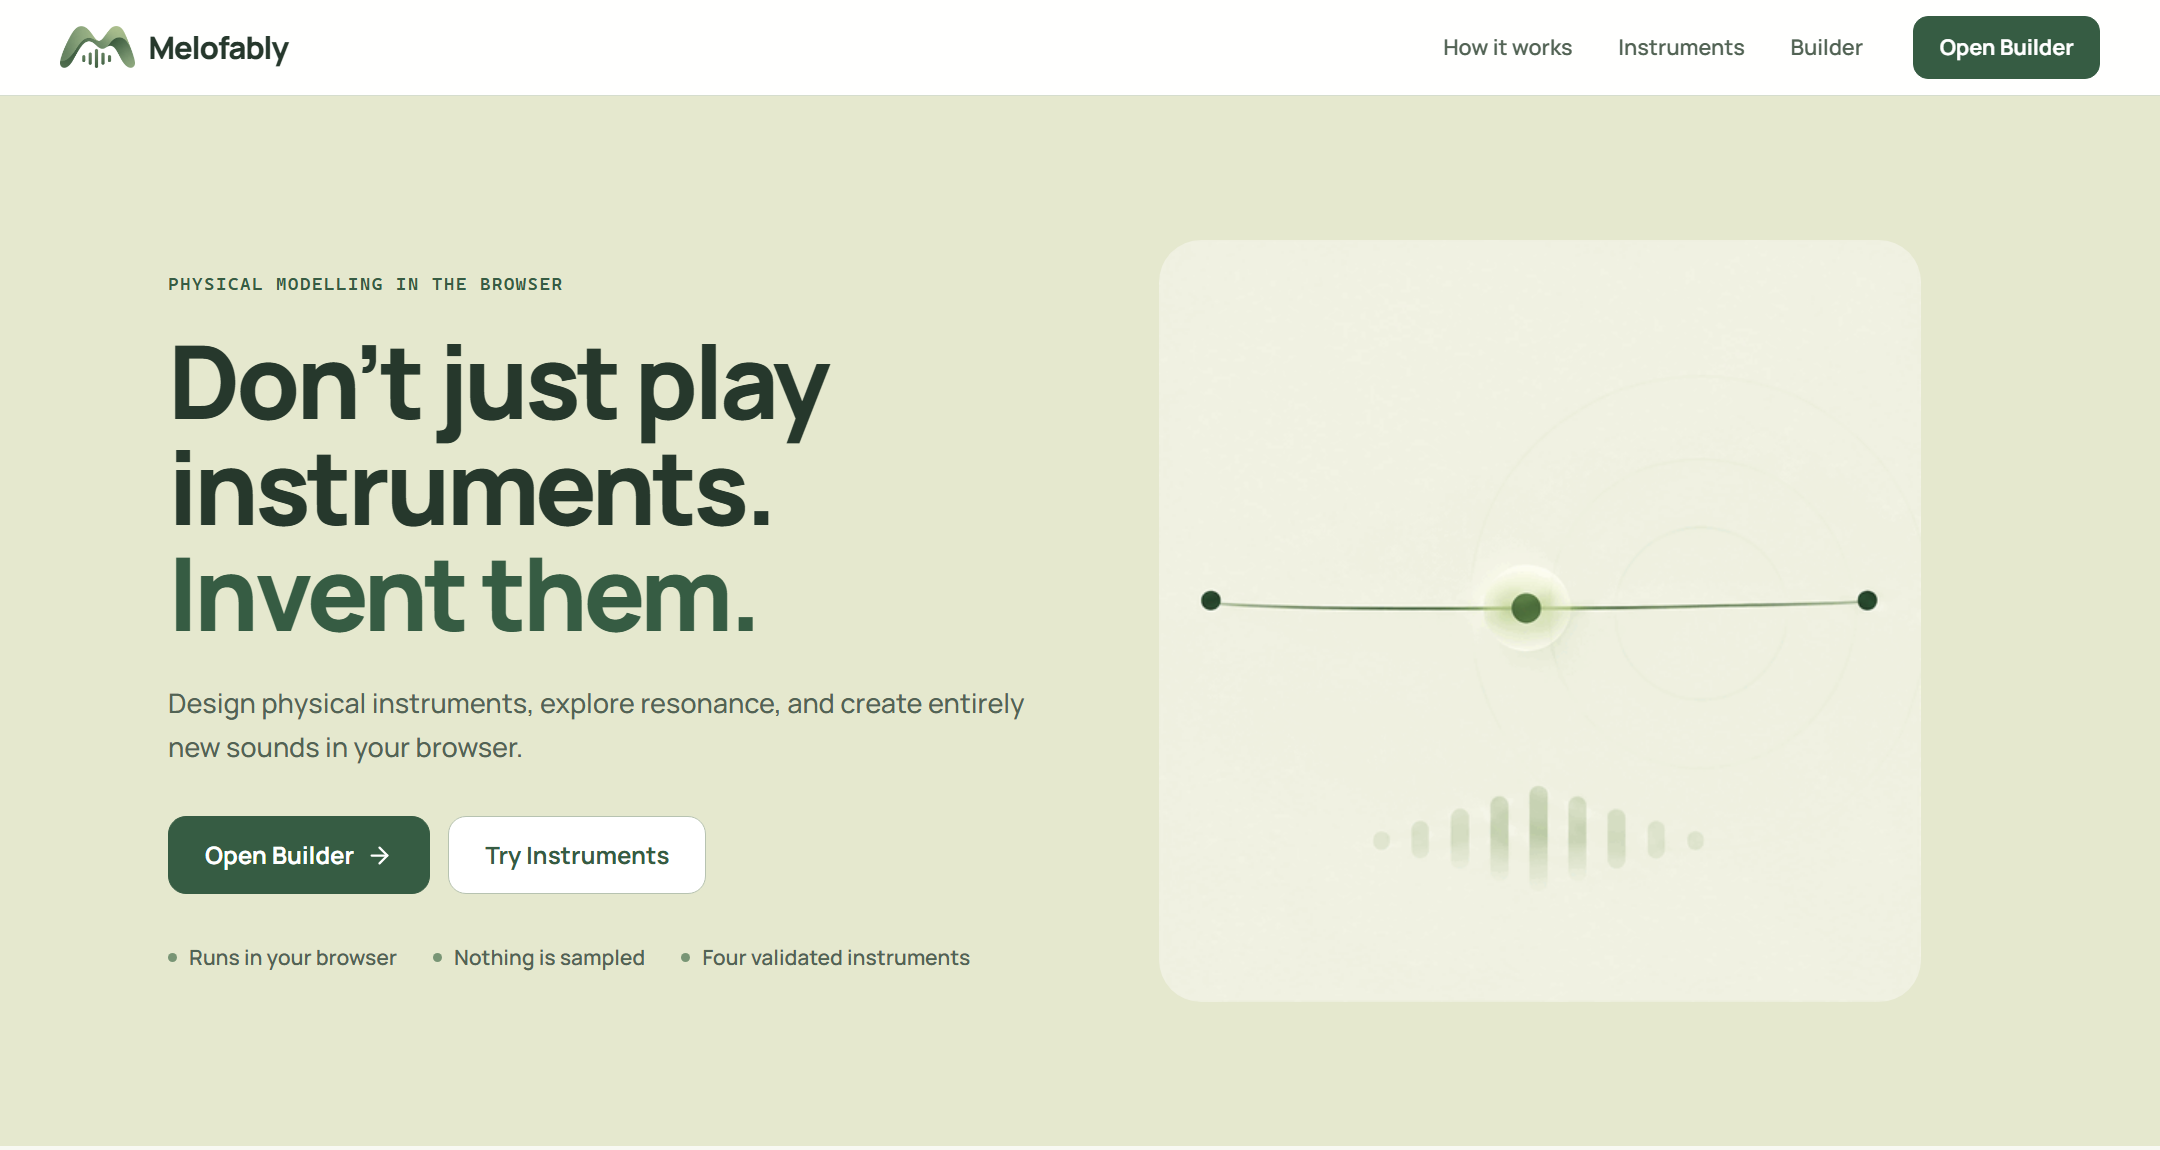 Melofably
How it works
Instruments
Builder
Open Builder
PHYSICAL MODELLING IN THE BROWSER
Don’t just play
instruments.
Invent them.
Design physical instruments, explore resonance, and create entirely
new sounds in your browser.
Open Builder →
Try Instruments
Runs in your browser
Nothing is sampled
Four validated instruments